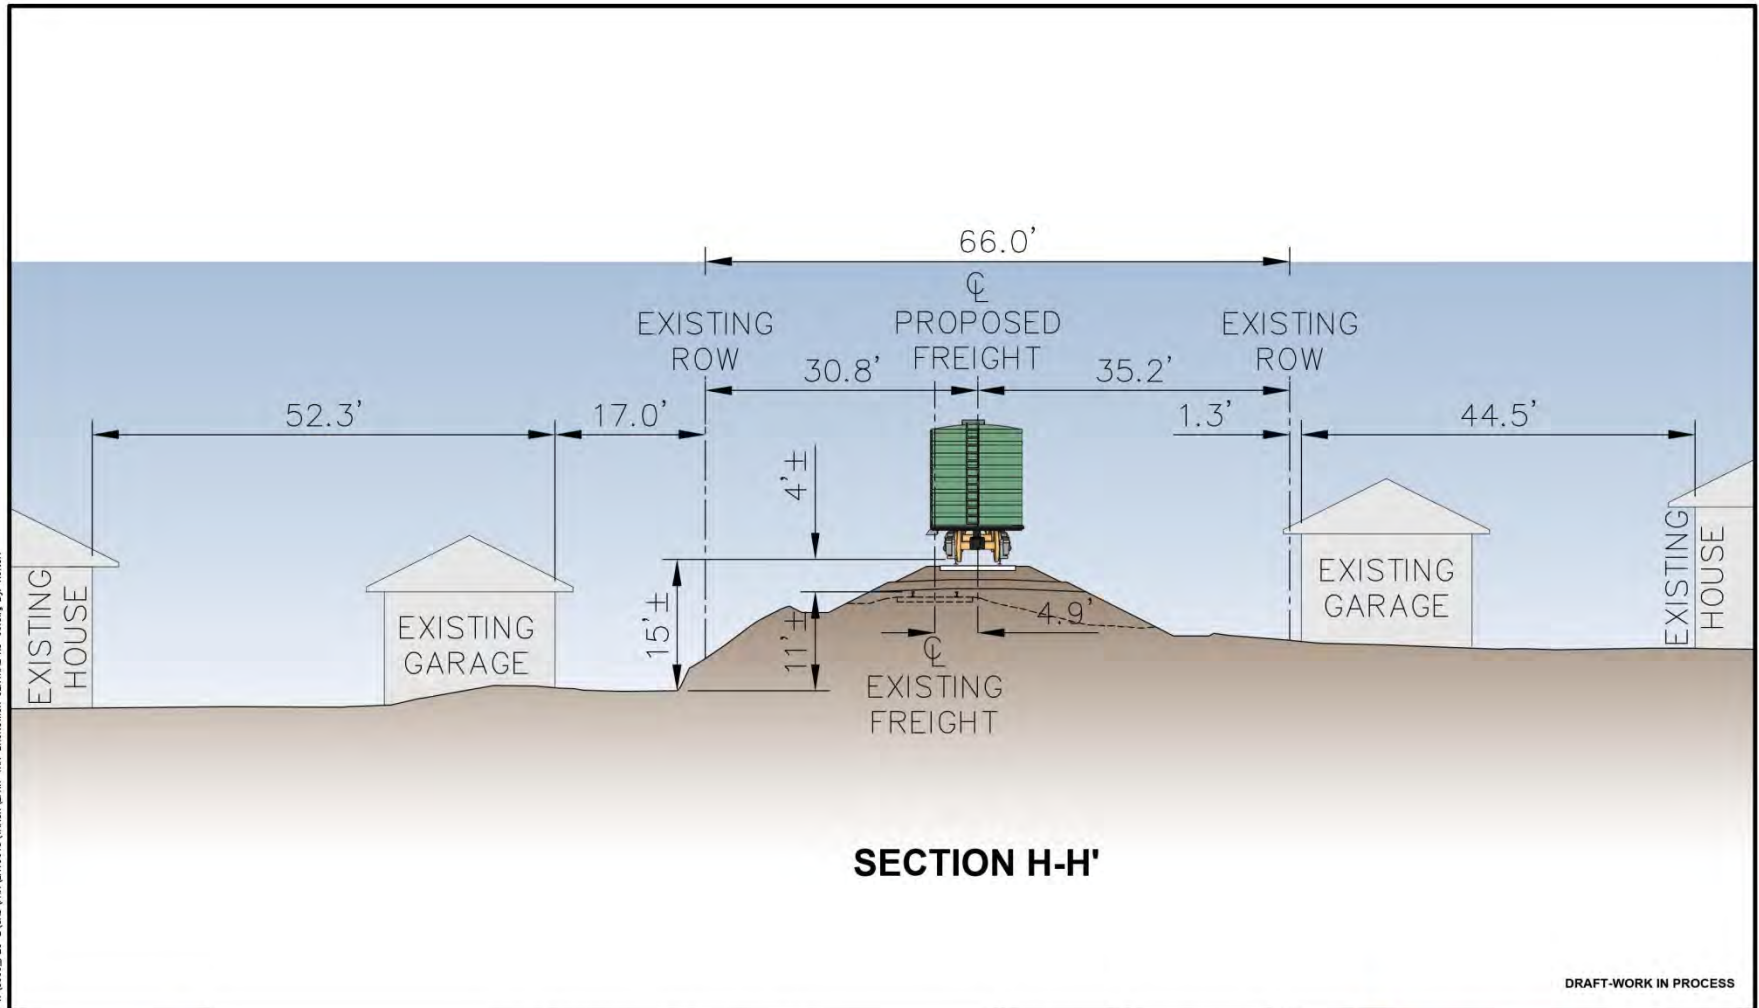 66.0'
℄
EXISTING
ROW
PROPOSED
FREIGHT
EXISTING
ROW
30.8'
35.2'
52.3'
17.0'
1.3'
44.5'
4'±
15'±
11'±
4.9'
EXISTING
HOUSE
EXISTING
GARAGE
℄
EXISTING
FREIGHT
EXISTING
GARAGE
EXISTING
HOUSE
SECTION H-H'
DRAFT-WORK IN PROCESS